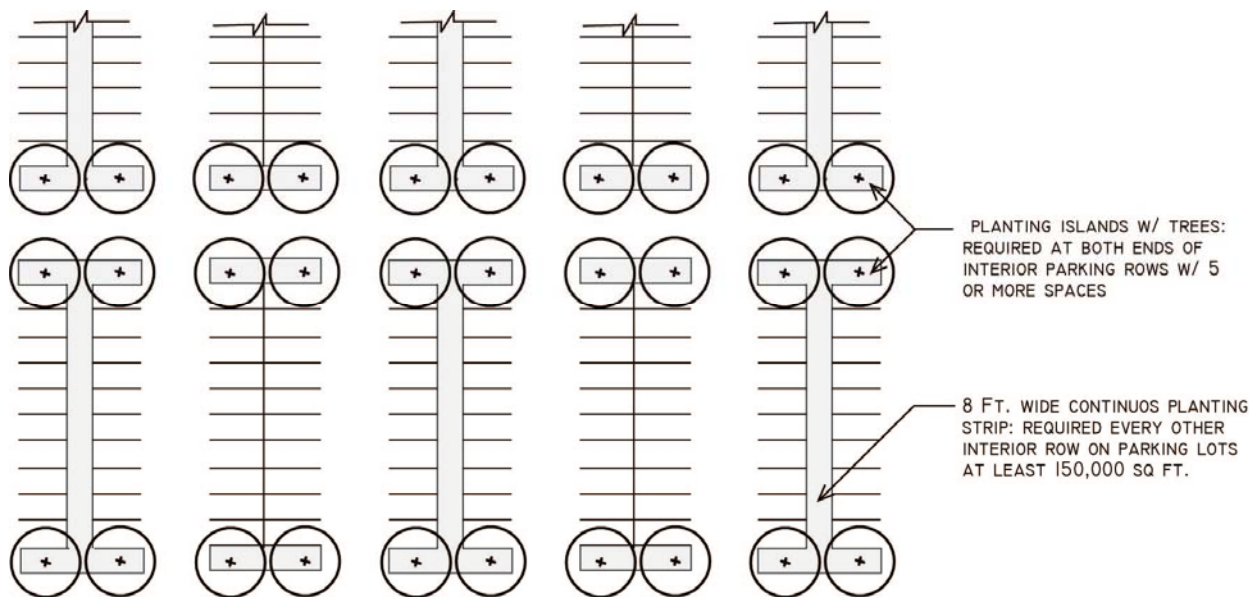 PLANTING ISLANDS W/ TREES:
REQUIRED AT BOTH ENDS OF
INTERIOR PARKING ROWS W/ 5
OR MORE SPACES
8 FT. WIDE CONTINUOS PLANTING
STRIP: REQUIRED EVERY OTHER
INTERIOR ROW ON PARKING LOTS
AT LEAST 150,000 SQ FT.